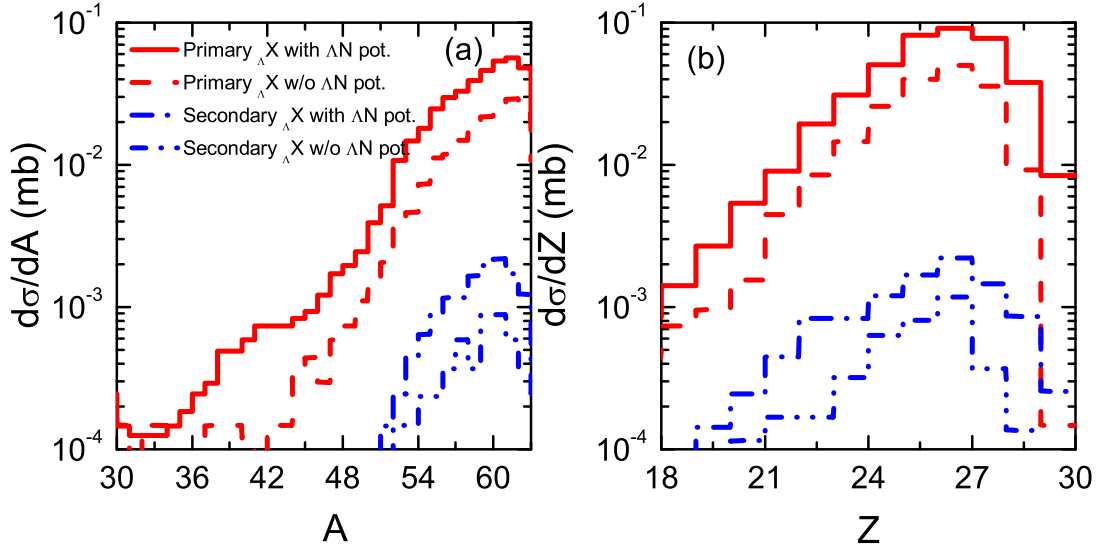 10⁻¹
10⁻²
10⁻³
10⁻⁴
dσ/dA (mb)
Primary ΛX with ΛN pot.
Primary ΛX w/o ΛN pot.
Secondary ΛX with ΛN pot.
Secondary ΛX w/o ΛN pot.
(a)
30 36 42 48 54 60
A
10⁻¹
10⁻²
10⁻³
10⁻⁴
dσ/dZ (mb)
(b)
18 21 24 27 30
Z